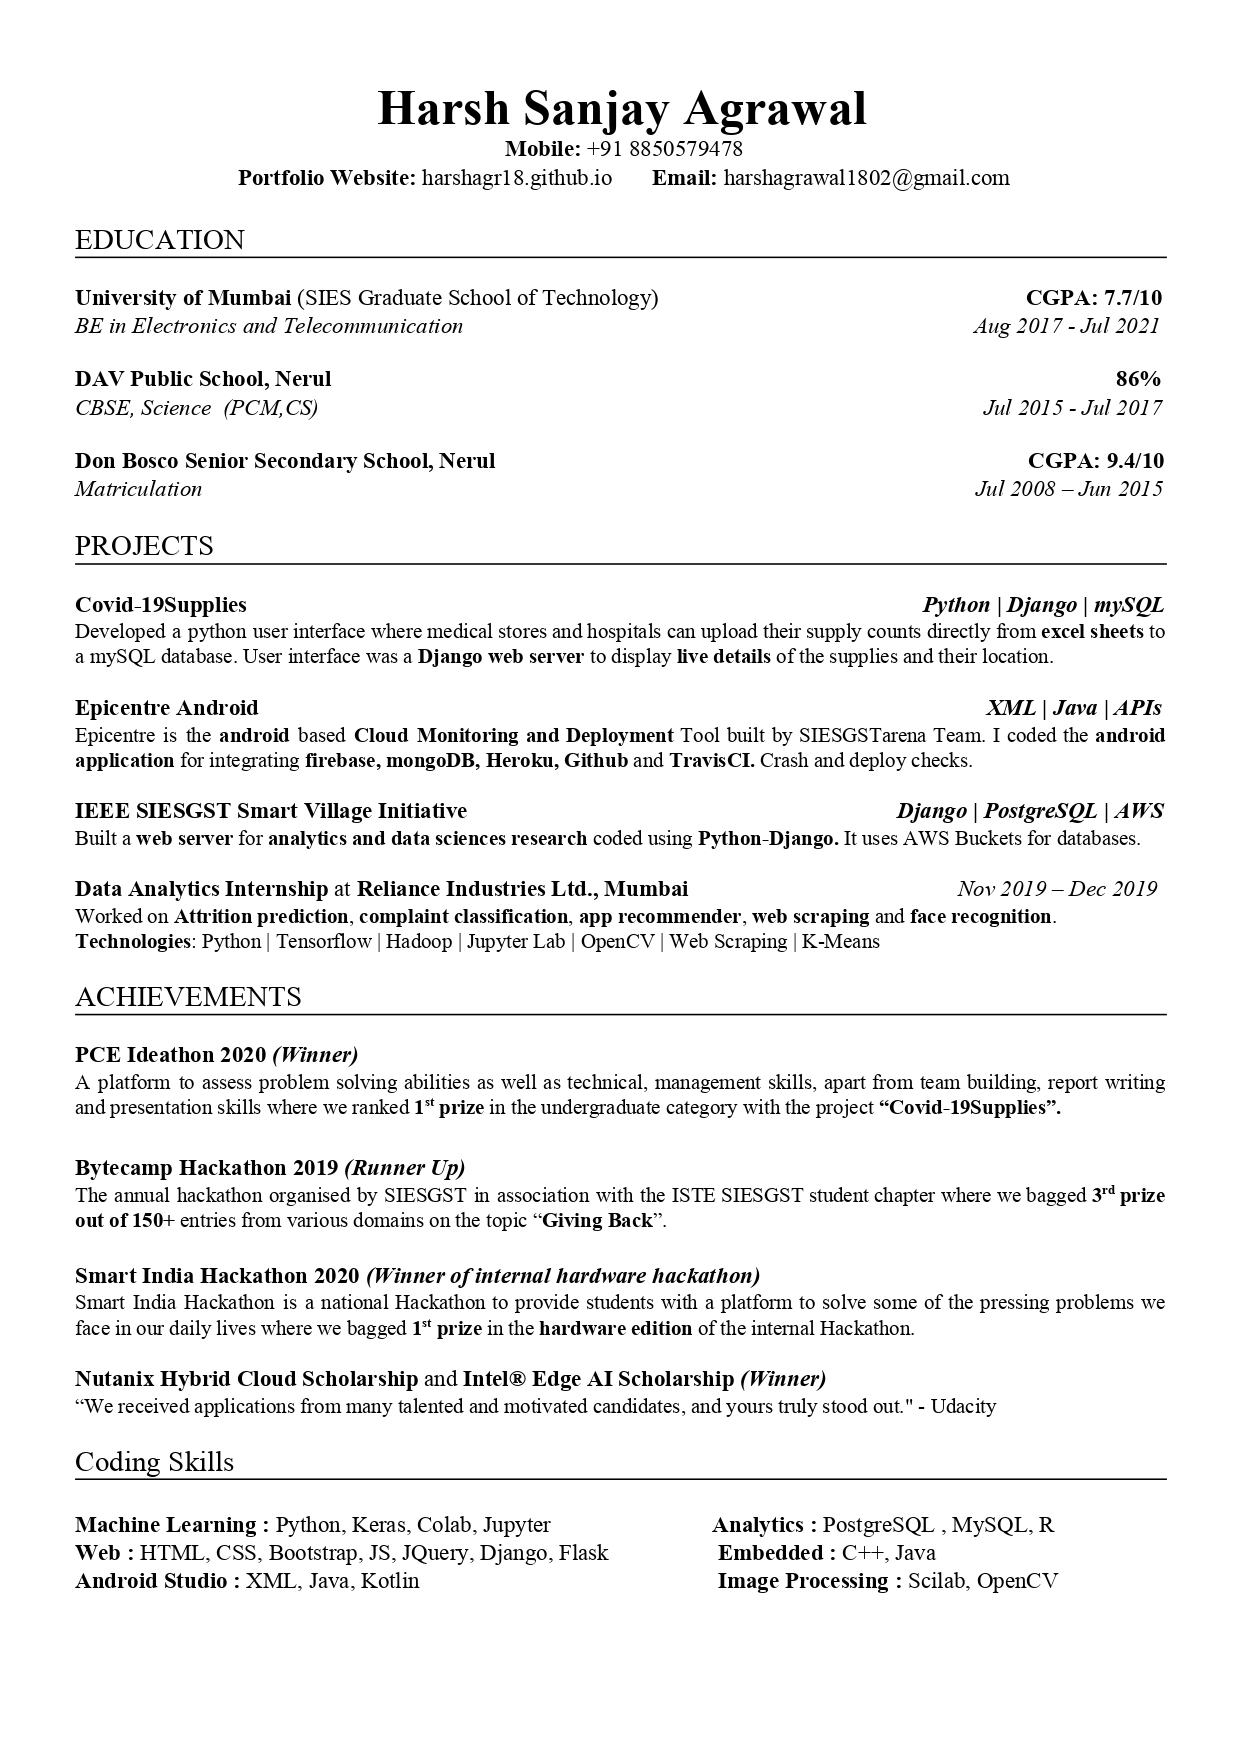 Harsh Sanjay Agrawal
Mobile: +91 8850579478
Portfolio Website: harshagr18.github.io Email: harshagrawal1802@gmail.com
EDUCATION
University of Mumbai (SIES Graduate School of Technology) CGPA: 7.7/10
BE in Electronics and Telecommunication Aug 2017 - Jul 2021
DAV Public School, Nerul 86%
CBSE, Science (PCM,CS) Jul 2015 - Jul 2017
Don Bosco Senior Secondary School, Nerul CGPA: 9.4/10
Matriculation Jul 2008 – Jun 2015
PROJECTS
Covid-19Supplies Python | Django | mySQL
Developed a python user interface where medical stores and hospitals can upload their supply counts directly from excel sheets to
a mySQL database. User interface was a Django web server to display live details of the supplies and their location.
Epicentre Android XML | Java | APIs
Epicentre is the android based Cloud Monitoring and Deployment Tool built by SIESGSTarena Team. I coded the android
application for integrating firebase, mongoDB, Heroku, Github and TravisCI. Crash and deploy checks.
IEEE SIESGST Smart Village Initiative Django | PostgreSQL | AWS
Built a web server for analytics and data sciences research coded using Python-Django. It uses AWS Buckets for databases.
Data Analytics Internship at Reliance Industries Ltd., Mumbai Nov 2019 – Dec 2019
Worked on Attrition prediction, complaint classification, app recommender, web scraping and face recognition.
Technologies: Python | Tensorflow | Hadoop | Jupyter Lab | OpenCV | Web Scraping | K-Means
ACHIEVEMENTS
PCE Ideathon 2020 (Winner)
A platform to assess problem solving abilities as well as technical, management skills, apart from team building, report writing
and presentation skills where we ranked 1st prize in the undergraduate category with the project “Covid-19Supplies”.
Bytecamp Hackathon 2019 (Runner Up)
The annual hackathon organised by SIESGST in association with the ISTE SIESGST student chapter where we bagged 3rd prize
out of 150+ entries from various domains on the topic “Giving Back”.
Smart India Hackathon 2020 (Winner of internal hardware hackathon)
Smart India Hackathon is a national Hackathon to provide students with a platform to solve some of the pressing problems we
face in our daily lives where we bagged 1st prize in the hardware edition of the internal Hackathon.
Nutanix Hybrid Cloud Scholarship and Intel® Edge AI Scholarship (Winner)
“We received applications from many talented and motivated candidates, and yours truly stood out." - Udacity
Coding Skills
Machine Learning : Python, Keras, Colab, Jupyter Analytics : PostgreSQL , MySQL, R
Web : HTML, CSS, Bootstrap, JS, JQuery, Django, Flask Embedded : C++, Java
Android Studio : XML, Java, Kotlin Image Processing : Scilab, OpenCV